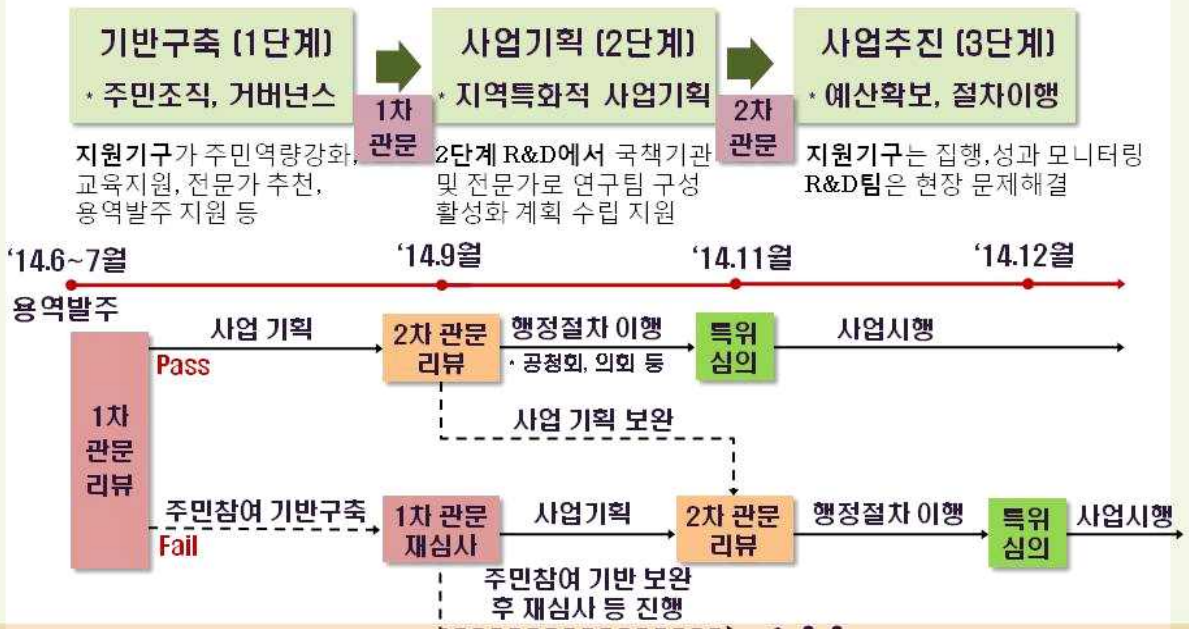 기반구축 (1단계)
* 주민조직, 거버넌스
1차
관문
사업기획 (2단계)
* 지역특화적 사업기획
2차
관문
사업추진 (3단계)
* 예산확보, 절차이행
지원기구가 주민역량강화,
교육지원, 전문가 추천,
용역발주 지원 등
2단계 R&D에서 국책기관
및 전문가로 연구팀 구성
활성화 계획 수립 지원
지원기구는 집행,성과 모니터링
R&D팀은 현장 문제해결
‘14.6~7월
‘14.9월
‘14.11월
‘14.12월
용역발주
1차
관문
리뷰
사업 기획
Pass
2차 관문
리뷰
행정절차 이행
* 공청회, 의회 등
특위
심의
사업시행
사업 기획 보완
주민참여 기반구축
Fail
1차 관문
재심사
사업기획
2차 관문
리뷰
행정절차 이행
특위
심의
사업시행
주민참여 기반 보완
후 재심사 등 진행